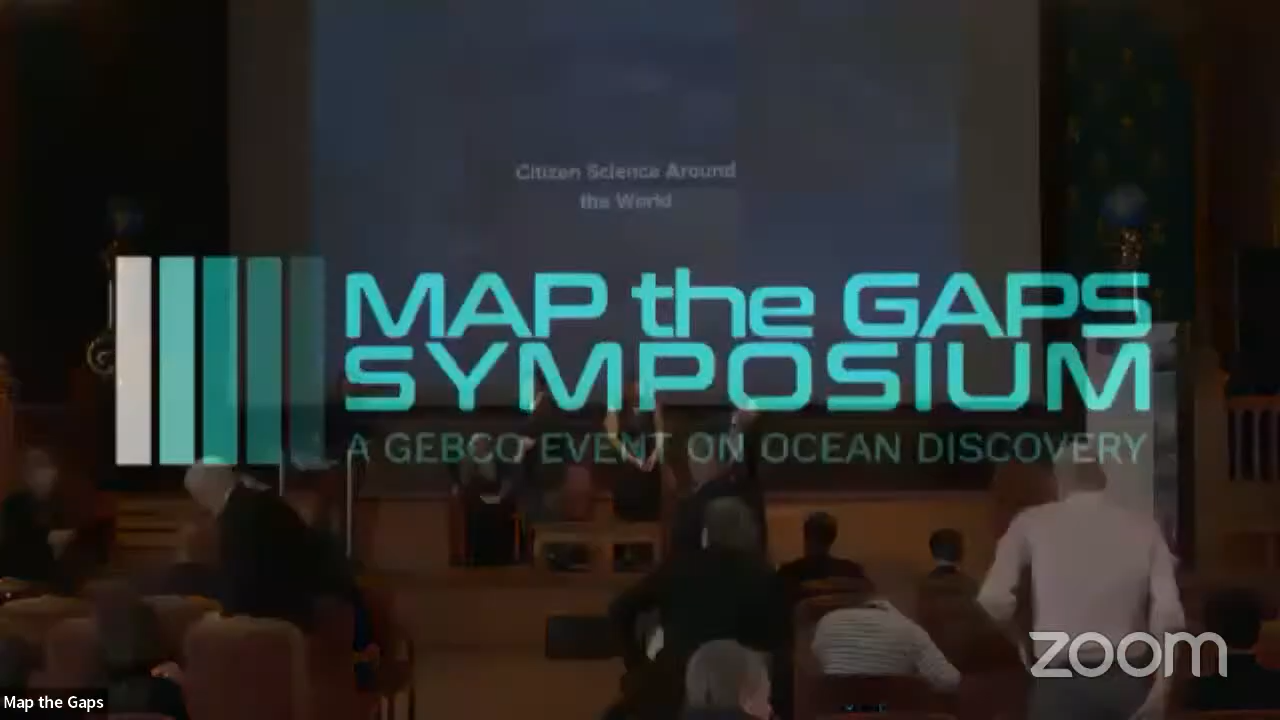 Citizen Science Around
the World
MAP the GAPS
SYMPOSIUM
A GEBCO EVENT ON OCEAN DISCOVERY
zoom
Map the Gaps